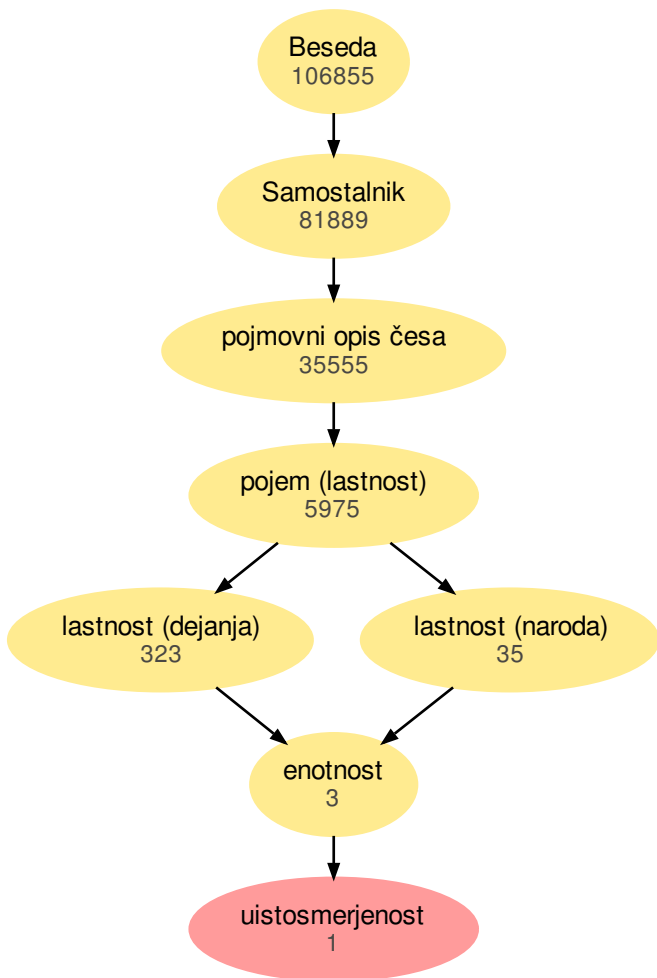 Beseda
106855
Samostalnik
81889
pojmovni opis česa
35555
pojem (lastnost)
5975
lastnost (dejanja)
323
lastnost (naroda)
35
enotnost
3
uistosmerjenost
1